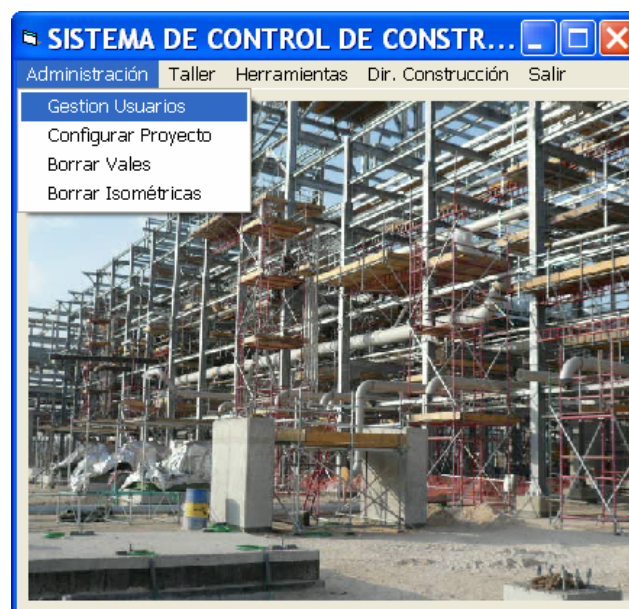 SISTEMA DE CONTROL DE CONSTR...
Administración Taller Herramientas Dir. Construcción Salir
Gestion Usuarios
Configurar Proyecto
Borrar Vales
Borrar Isométricas